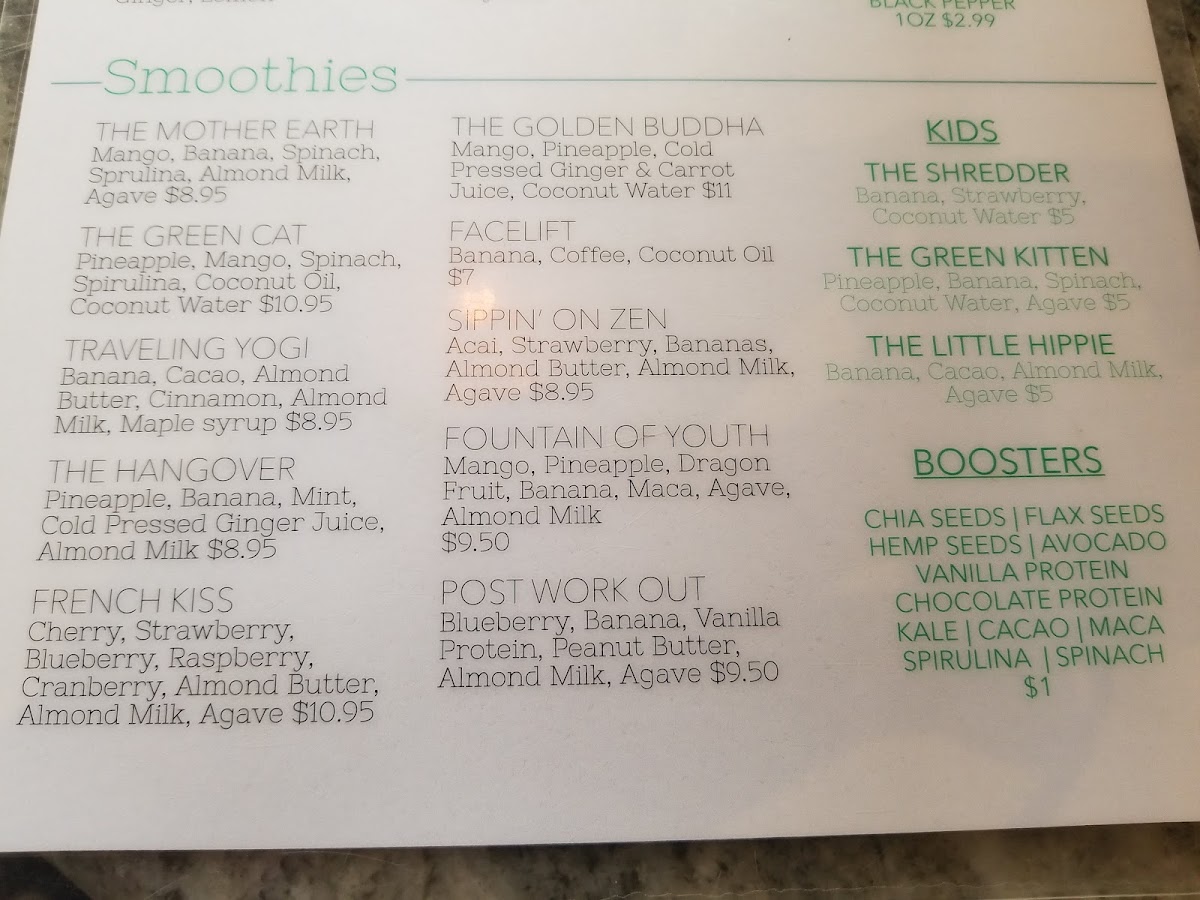 Ginger, Lemon
BLACK PEPPER
1OZ $2.99
Smoothies
THE MOTHER EARTH
Mango, Banana, Spinach,
Sprulina, Almond Milk,
Agave $8.95
THE GREEN CAT
Pineapple, Mango, Spinach,
Spirulina, Coconut Oil,
Coconut Water $10.95
TRAVELING YOGI
Banana, Cacao, Almond
Butter, Cinnamon, Almond
Milk, Maple syrup $8.95
THE HANGOVER
Pineapple, Banana, Mint,
Cold Pressed Ginger Juice,
Almond Milk $8.95
FRENCH KISS
Cherry, Strawberry,
Blueberry, Raspberry,
Cranberry, Almond Butter,
Almond Milk, Agave $10.95
THE GOLDEN BUDDHA
Mango, Pineapple, Cold
Pressed Ginger & Carrot
Juice, Coconut Water $11
FACELIFT
Banana, Coffee, Coconut Oil
$7
SIPPIN' ON ZEN
Acai, Strawberry, Bananas,
Almond Butter, Almond Milk,
Agave $8.95
FOUNTAIN OF YOUTH
Mango, Pineapple, Dragon
Fruit, Banana, Maca, Agave,
Almond Milk
$9.50
POST WORK OUT
Blueberry, Banana, Vanilla
Protein, Peanut Butter,
Almond Milk, Agave $9.50
KIDS
THE SHREDDER
Banana, Strawberry,
Coconut Water $5
THE GREEN KITTEN
Pineapple, Banana, Spinach,
Coconut Water, Agave $5
THE LITTLE HIPPIE
Banana, Cacao, Almond Milk,
Agave $5
BOOSTERS
CHIA SEEDS | FLAX SEEDS
HEMP SEEDS | AVOCADO
VANILLA PROTEIN
CHOCOLATE PROTEIN
KALE | CACAO | MACA
SPIRULINA | SPINACH
$1